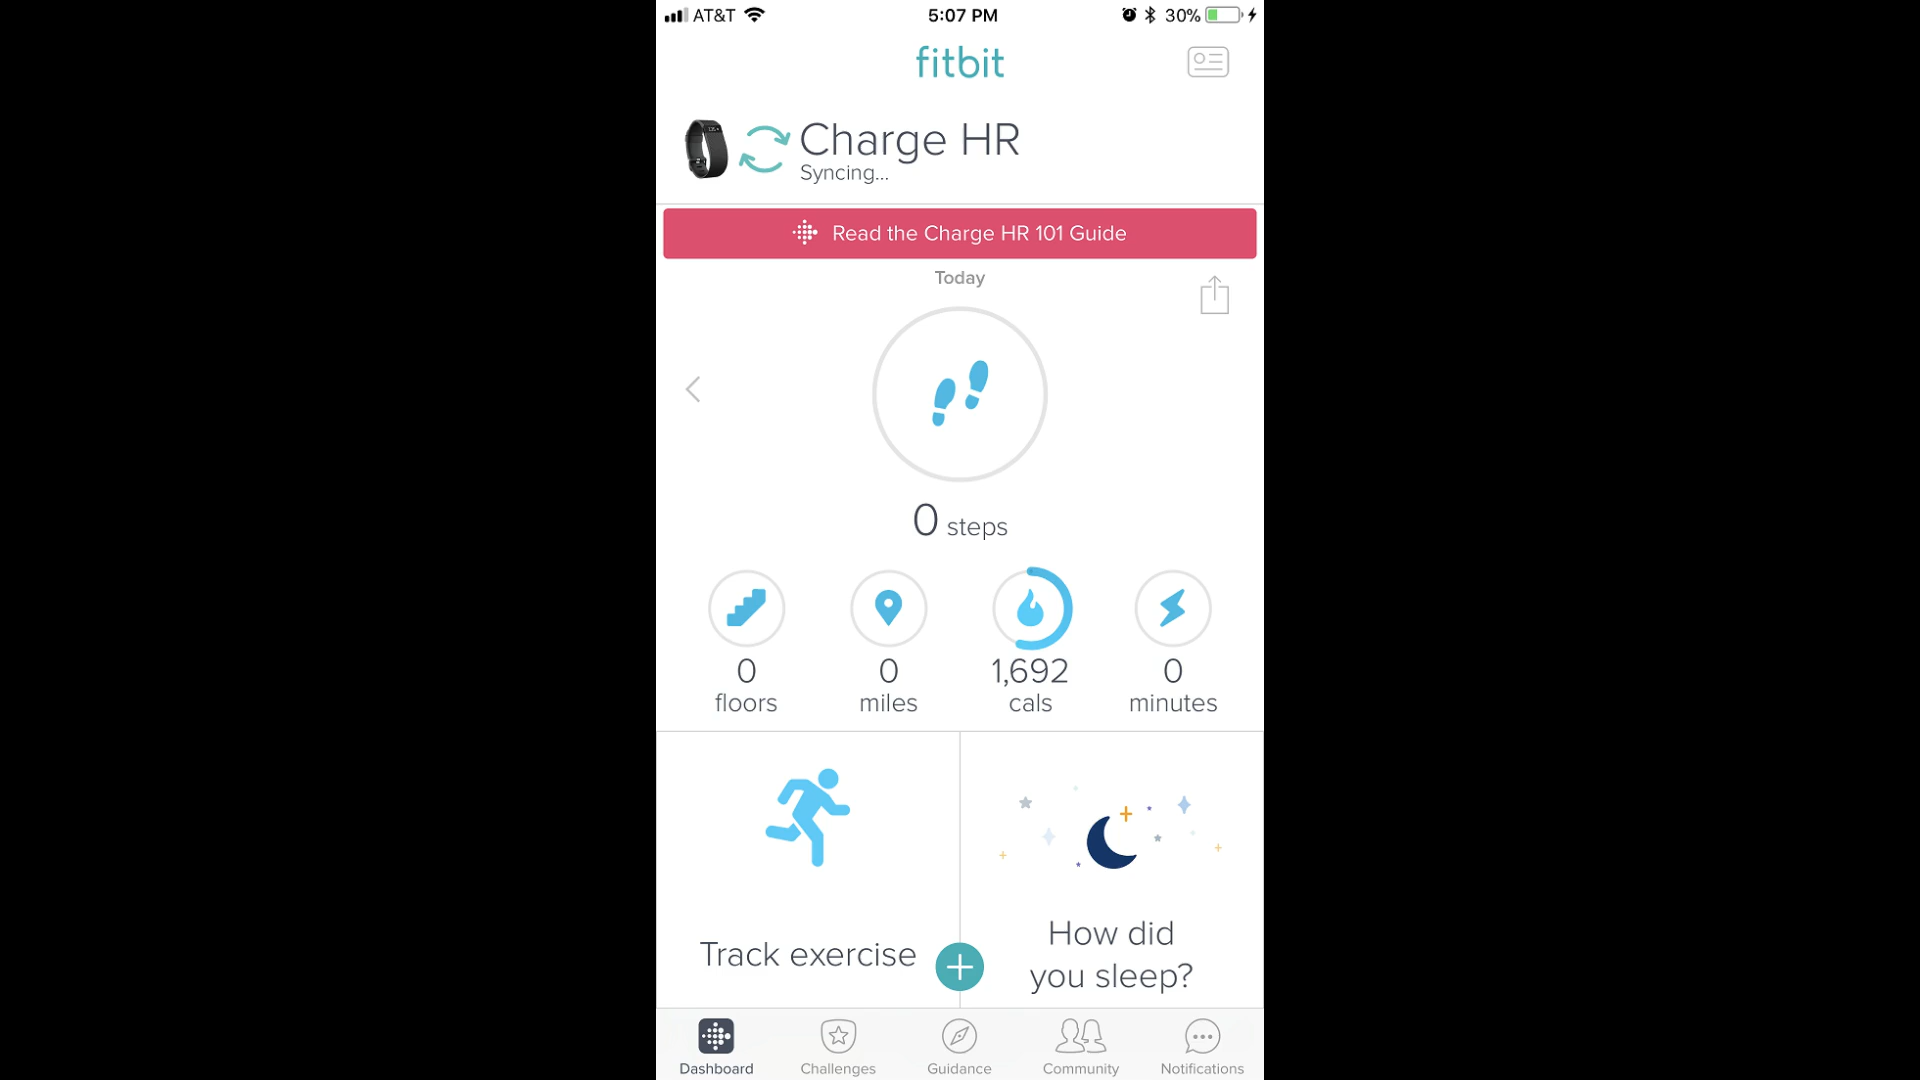 AT&T
5:07 PM
30%
fitbit
Charge HR
Syncing...
Read the Charge HR 101 Guide
Today
0 steps
0 0 1,692 0
floors miles cals minutes
Track exercise
How did
you sleep?
Dashboard Challenges Guidance Community Notifications